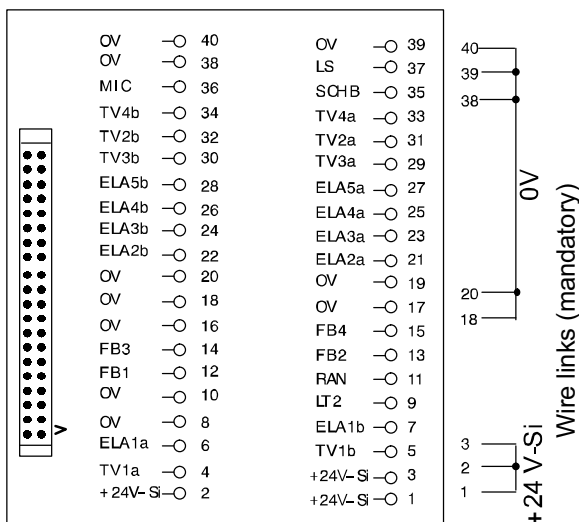 OV 40 OV 39 40
OV 38 LS 37 39
MIC 36 SCHB 35 38
TV4b 34 TV4a 33
TV2b 32 TV2a 31
TV3b 30 TV3a 29
ELA5b 28 ELA5a 27
ELA4b 26 ELA4a 25
ELA3b 24 ELA3a 23
ELA2b 22 ELA2a 21
OV 20 OV 19 20
OV 18 OV 17 18
OV 16 FB4 15
FB3 14 FB2 13
FB1 12 RAN 11
OV 10 LT2 9
OV 8 ELA1b 7
ELA1a 6 TV1b 5 3
TV1a 4 +24V-Si 3 2
+24V-Si 2 +24V-Si 1 1
0V
+24 V-Si
Wire links (mandatory)